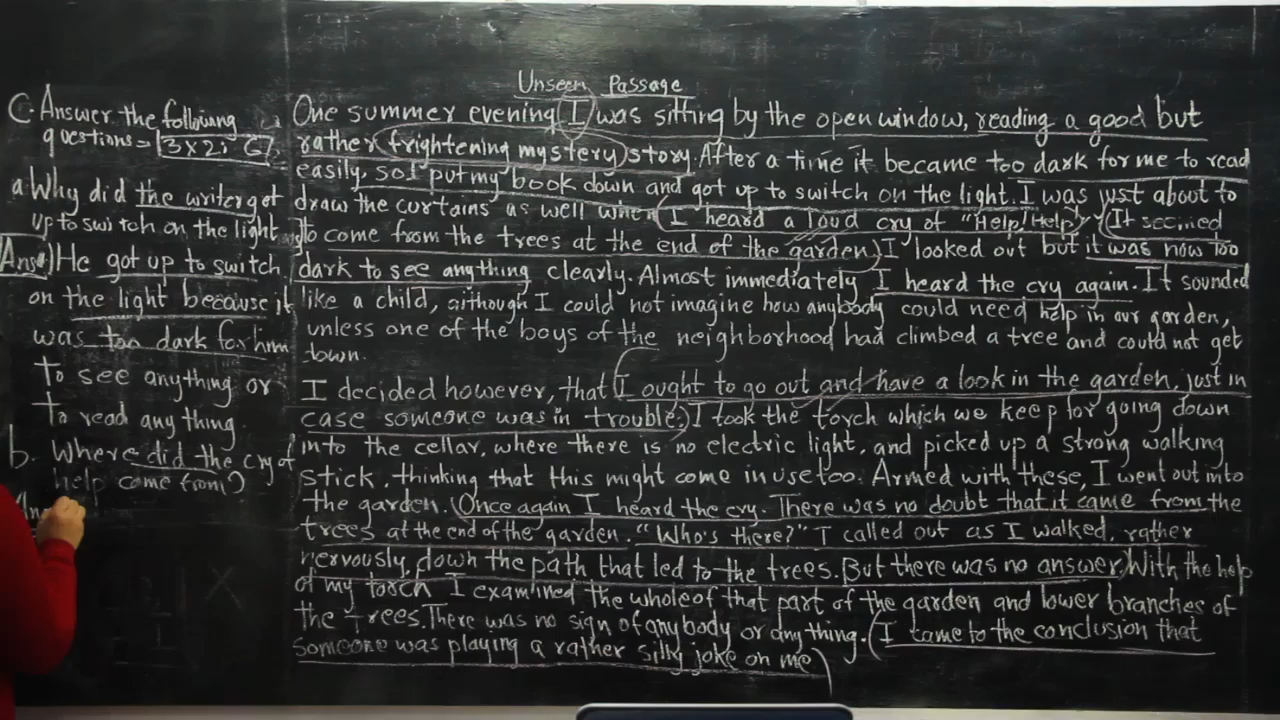 Unseen Passage
C. Answer the following
questions = 3x2= 6
a. Why did the writer get
up to switch on the light
Ans) He got up to switch
on the light because it
was too dark for him
to see anything or
to read any thing.
b. Where did the cry of
help come from?
One summer evening I was sitting by the open window, reading a good but
rather frightening mystery story. After a time it became too dark for me to read
easily, so I put my book down and got up to switch on the light. I was just about to
draw the curtains as well when I heard a loud cry of "Help! Help!" It seemed
to come from the trees at the end of the garden. I looked out but it was now too
dark to see anything clearly. Almost immediately I heard the cry again. It sounded
like a child, although I could not imagine how anybody could need help in our garden,
unless one of the boys of the neighborhood had climbed a tree and could not get
down.
I decided however, that I ought to go out and have a look in the garden, just in
case someone was in trouble. I took the torch which we keep for going down
into the cellar, where there is no electric light, and picked up a strong walking
stick, thinking that this might come in use too. Armed with these, I went out into
the garden. Once again I heard the cry. There was no doubt that it came from the
trees at the end of the garden. "Who's there?" I called out as I walked, rather
nervously, down the path that led to the trees. But there was no answer. With the help
of my torch I examined the whole of that part of the garden and lower branches of
the trees. There was no sign of anybody or anything. (I came to the conclusion that
someone was playing a rather silly joke on me)